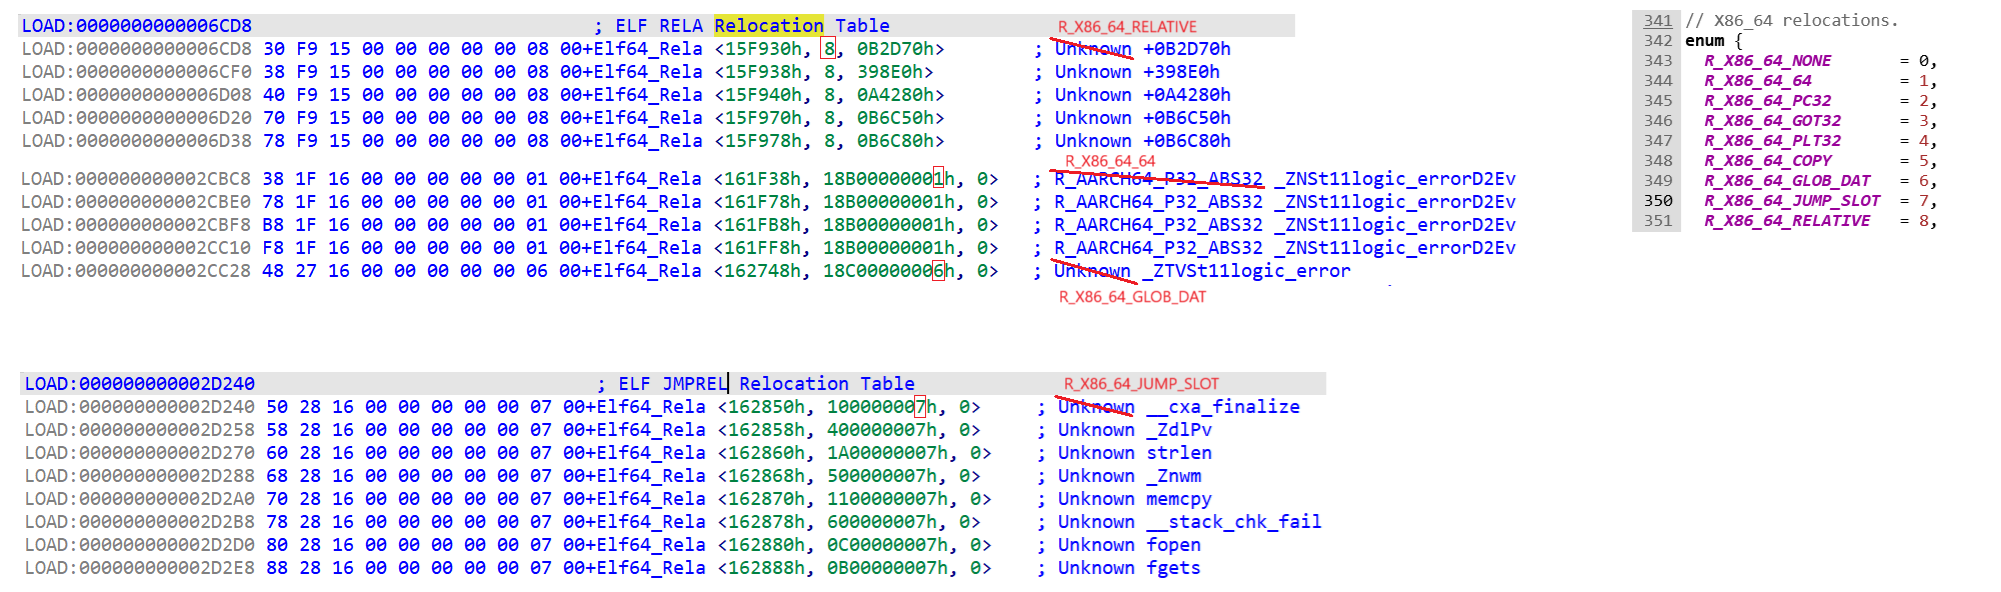 LOAD:0000000000006CD8 ; ELF RELA Relocation Table R_X86_64_RELATIVE
LOAD:0000000000006CD8 30 F9 15 00 00 00 00 00 08 00+Elf64_Rela <15F930h, 8, 0B2D70h> ; Unknown +0B2D70h
LOAD:0000000000006CF0 38 F9 15 00 00 00 00 00 08 00+Elf64_Rela <15F938h, 8, 398E0h> ; Unknown +398E0h
LOAD:0000000000006D08 40 F9 15 00 00 00 00 00 08 00+Elf64_Rela <15F940h, 8, 0A4280h> ; Unknown +0A4280h
LOAD:0000000000006D20 70 F9 15 00 00 00 00 00 08 00+Elf64_Rela <15F970h, 8, 0B6C50h> ; Unknown +0B6C50h
LOAD:0000000000006D38 78 F9 15 00 00 00 00 00 08 00+Elf64_Rela <15F978h, 8, 0B6C80h> ; Unknown +0B6C80h
R_X86_64_64
LOAD:000000000002CBC8 38 1F 16 00 00 00 00 00 01 00+Elf64_Rela <161F38h, 18B00000001h, 0> ; R_AARCH64_P32_ABS32 _ZNSt11logic_errorD2Ev
LOAD:000000000002CBE0 78 1F 16 00 00 00 00 00 01 00+Elf64_Rela <161F78h, 18B00000001h, 0> ; R_AARCH64_P32_ABS32 _ZNSt11logic_errorD2Ev
LOAD:000000000002CBF8 B8 1F 16 00 00 00 00 00 01 00+Elf64_Rela <161FB8h, 18B00000001h, 0> ; R_AARCH64_P32_ABS32 _ZNSt11logic_errorD2Ev
LOAD:000000000002CC10 F8 1F 16 00 00 00 00 00 01 00+Elf64_Rela <161FF8h, 18B00000001h, 0> ; R_AARCH64_P32_ABS32 _ZNSt11logic_errorD2Ev
LOAD:000000000002CC28 48 27 16 00 00 00 00 00 06 00+Elf64_Rela <162748h, 18C00000006h, 0> ; Unknown _ZTVSt11logic_error
R_X86_64_GLOB_DAT
LOAD:000000000002D240 ; ELF JMPREL Relocation Table R_X86_64_JUMP_SLOT
LOAD:000000000002D240 50 28 16 00 00 00 00 00 07 00+Elf64_Rela <162850h, 100000007h, 0> ; Unknown __cxa_finalize
LOAD:000000000002D258 58 28 16 00 00 00 00 00 07 00+Elf64_Rela <162858h, 400000007h, 0> ; Unknown _ZdlPv
LOAD:000000000002D270 60 28 16 00 00 00 00 00 07 00+Elf64_Rela <162860h, 1A00000007h, 0> ; Unknown strlen
LOAD:000000000002D288 68 28 16 00 00 00 00 00 07 00+Elf64_Rela <162868h, 500000007h, 0> ; Unknown _Znwm
LOAD:000000000002D2A0 70 28 16 00 00 00 00 00 07 00+Elf64_Rela <162870h, 1100000007h, 0> ; Unknown memcpy
LOAD:000000000002D2B8 78 28 16 00 00 00 00 00 07 00+Elf64_Rela <162878h, 600000007h, 0> ; Unknown __stack_chk_fail
LOAD:000000000002D2D0 80 28 16 00 00 00 00 00 07 00+Elf64_Rela <162880h, 0C00000007h, 0> ; Unknown fopen
LOAD:000000000002D2E8 88 28 16 00 00 00 00 00 07 00+Elf64_Rela <162888h, 0B00000007h, 0> ; Unknown fgets
341 // X86_64 relocations.
342 enum {
343 R_X86_64_NONE = 0,
344 R_X86_64_64 = 1,
345 R_X86_64_PC32 = 2,
346 R_X86_64_GOT32 = 3,
347 R_X86_64_PLT32 = 4,
348 R_X86_64_COPY = 5,
349 R_X86_64_GLOB_DAT = 6,
350 R_X86_64_JUMP_SLOT = 7,
351 R_X86_64_RELATIVE = 8,